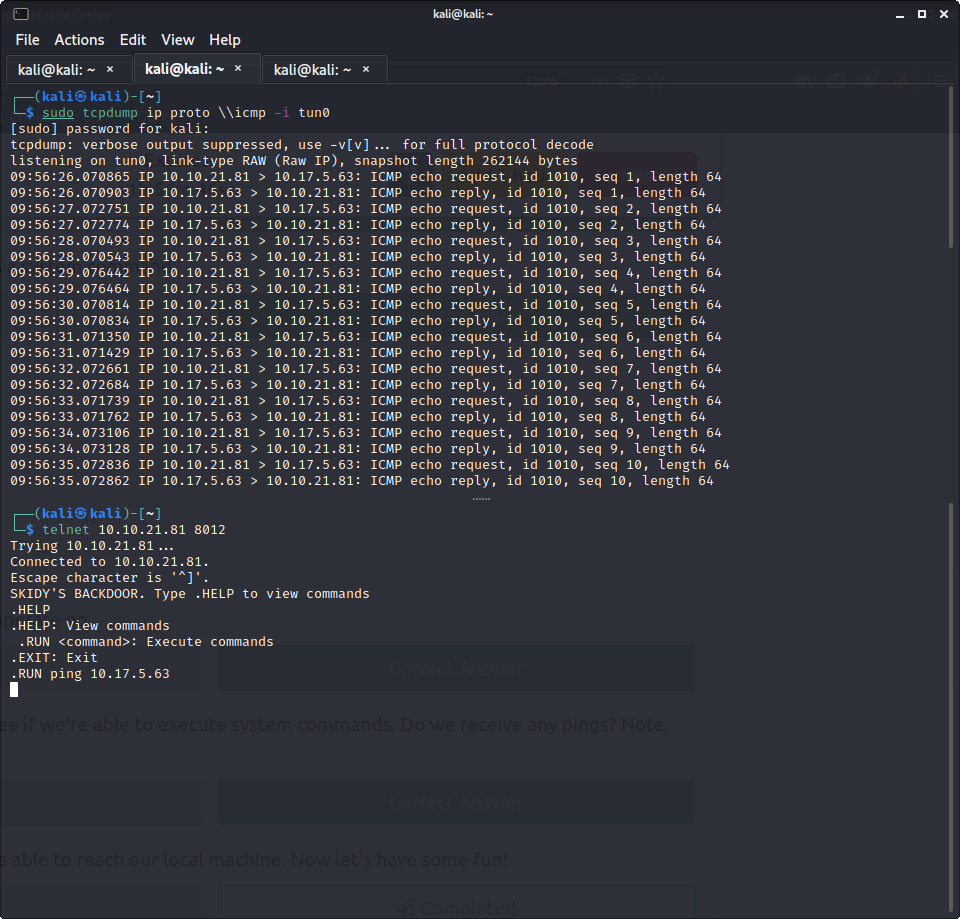 kali@kali: ~
File Actions Edit View Help
kali@kali: ~ × kali@kali: ~ × kali@kali: ~ ×
120%
┌──(kali㉿kali)-[~]
└─$ sudo tcpdump ip proto \\icmp -i tun0
[sudo] password for kali:
tcpdump: verbose output suppressed, use -v[v]... for full protocol decode
listening on tun0, link-type RAW (Raw IP), snapshot length 262144 bytes
09:56:26.070865 IP 10.10.21.81 > 10.17.5.63: ICMP echo request, id 1010, seq 1, length 64
09:56:26.070903 IP 10.17.5.63 > 10.10.21.81: ICMP echo reply, id 1010, seq 1, length 64
09:56:27.072751 IP 10.10.21.81 > 10.17.5.63: ICMP echo request, id 1010, seq 2, length 64
09:56:27.072774 IP 10.17.5.63 > 10.10.21.81: ICMP echo reply, id 1010, seq 2, length 64
09:56:28.070493 IP 10.10.21.81 > 10.17.5.63: ICMP echo request, id 1010, seq 3, length 64
09:56:28.070543 IP 10.17.5.63 > 10.10.21.81: ICMP echo reply, id 1010, seq 3, length 64
09:56:29.076442 IP 10.10.21.81 > 10.17.5.63: ICMP echo request, id 1010, seq 4, length 64
09:56:29.076464 IP 10.17.5.63 > 10.10.21.81: ICMP echo reply, id 1010, seq 4, length 64
09:56:30.070814 IP 10.10.21.81 > 10.17.5.63: ICMP echo request, id 1010, seq 5, length 64
09:56:30.070834 IP 10.17.5.63 > 10.10.21.81: ICMP echo reply, id 1010, seq 5, length 64
09:56:31.071350 IP 10.10.21.81 > 10.17.5.63: ICMP echo request, id 1010, seq 6, length 64
09:56:31.071429 IP 10.17.5.63 > 10.10.21.81: ICMP echo reply, id 1010, seq 6, length 64
09:56:32.072661 IP 10.10.21.81 > 10.17.5.63: ICMP echo request, id 1010, seq 7, length 64
09:56:32.072684 IP 10.17.5.63 > 10.10.21.81: ICMP echo reply, id 1010, seq 7, length 64
09:56:33.071739 IP 10.10.21.81 > 10.17.5.63: ICMP echo request, id 1010, seq 8, length 64
09:56:33.071762 IP 10.17.5.63 > 10.10.21.81: ICMP echo reply, id 1010, seq 8, length 64
09:56:34.073106 IP 10.10.21.81 > 10.17.5.63: ICMP echo request, id 1010, seq 9, length 64
09:56:34.073128 IP 10.17.5.63 > 10.10.21.81: ICMP echo reply, id 1010, seq 9, length 64
09:56:35.072836 IP 10.10.21.81 > 10.17.5.63: ICMP echo request, id 1010, seq 10, length 64
09:56:35.072862 IP 10.17.5.63 > 10.10.21.81: ICMP echo reply, id 1010, seq 10, length 64
┌──(kali㉿kali)-[~]
└─$ telnet 10.10.21.81 8012
Trying 10.10.21.81...
Connected to 10.10.21.81.
Escape character is '^]'.
SKIDY'S BACKDOOR. Type .HELP to view commands
.HELP
.HELP: View commands
.RUN <command>: Execute commands
.EXIT: Exit
.RUN ping 10.17.5.63
Correct Answer
see if we're able to execute system commands. Do we receive any pings? Note,
Correct Answer
able to reach our local machine. Now let's have some fun!
Completed